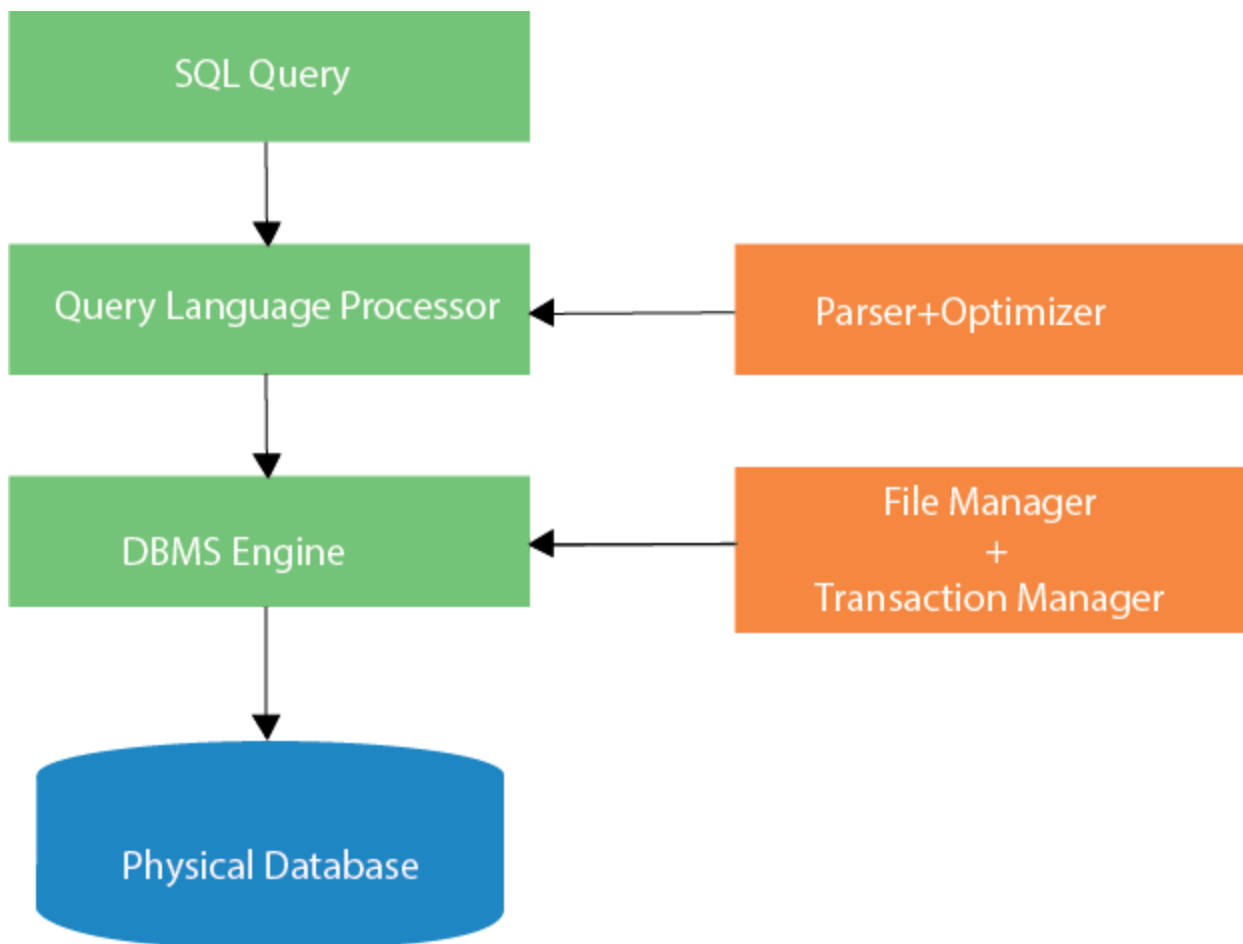 SQL Query
Query Language Processor
Parser+Optimizer
DBMS Engine
File Manager
+
Transaction Manager
Physical Database